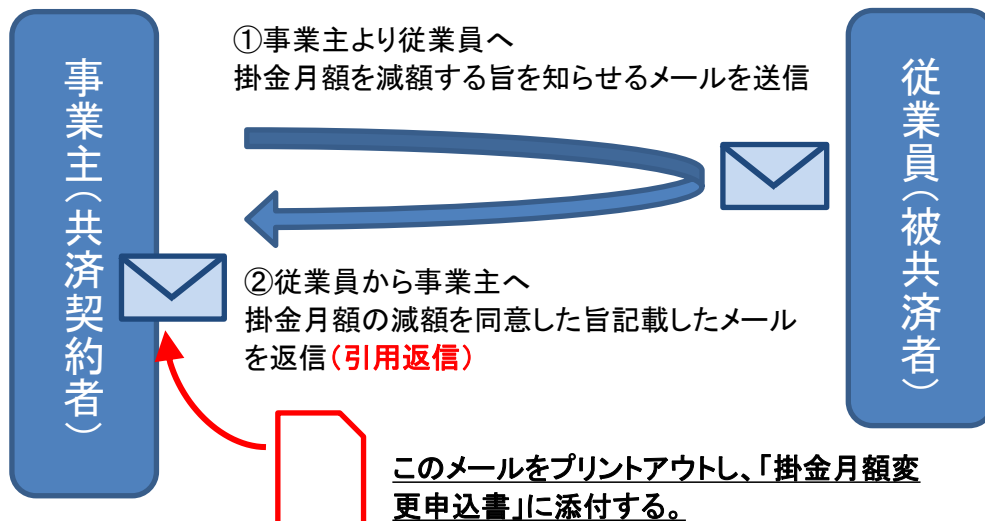 事業主（共済契約者）
①事業主より従業員へ
掛金月額を減額する旨を知らせるメールを送信
従業員（被共済者）
②従業員から事業主へ
掛金月額の減額を同意した旨記載したメール
を返信（引用返信）
このメールをプリントアウトし、「掛金月額変
更申込書」に添付する。